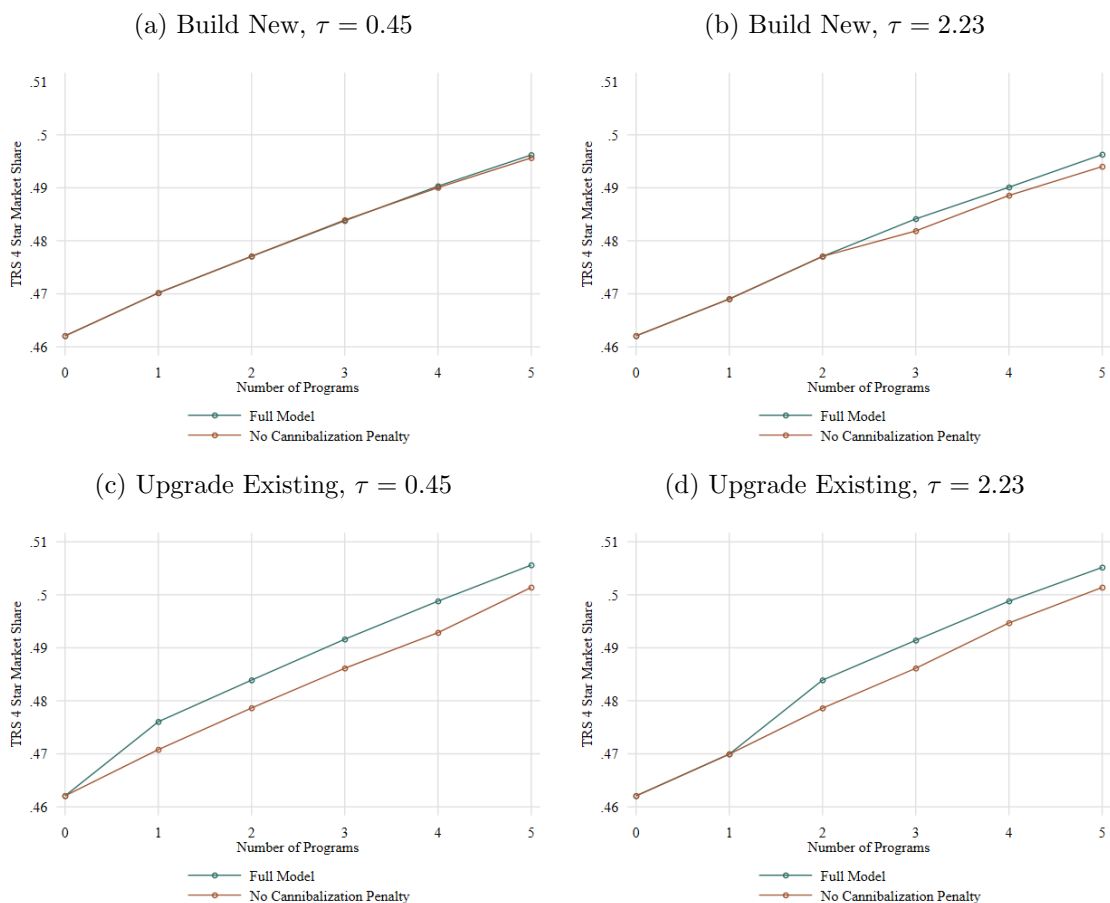 (a) Build New, τ = 0.45
.51
.5
.49
.48
.47
.46
TRS 4 Star Market Share
0 1 2 3 4 5
Number of Programs
Full Model
No Cannibalization Penalty
(b) Build New, τ = 2.23
.51
.5
.49
.48
.47
.46
TRS 4 Star Market Share
0 1 2 3 4 5
Number of Programs
Full Model
No Cannibalization Penalty
(c) Upgrade Existing, τ = 0.45
.51
.5
.49
.48
.47
.46
TRS 4 Star Market Share
0 1 2 3 4 5
Number of Programs
Full Model
No Cannibalization Penalty
(d) Upgrade Existing, τ = 2.23
.51
.5
.49
.48
.47
.46
TRS 4 Star Market Share
0 1 2 3 4 5
Number of Programs
Full Model
No Cannibalization Penalty